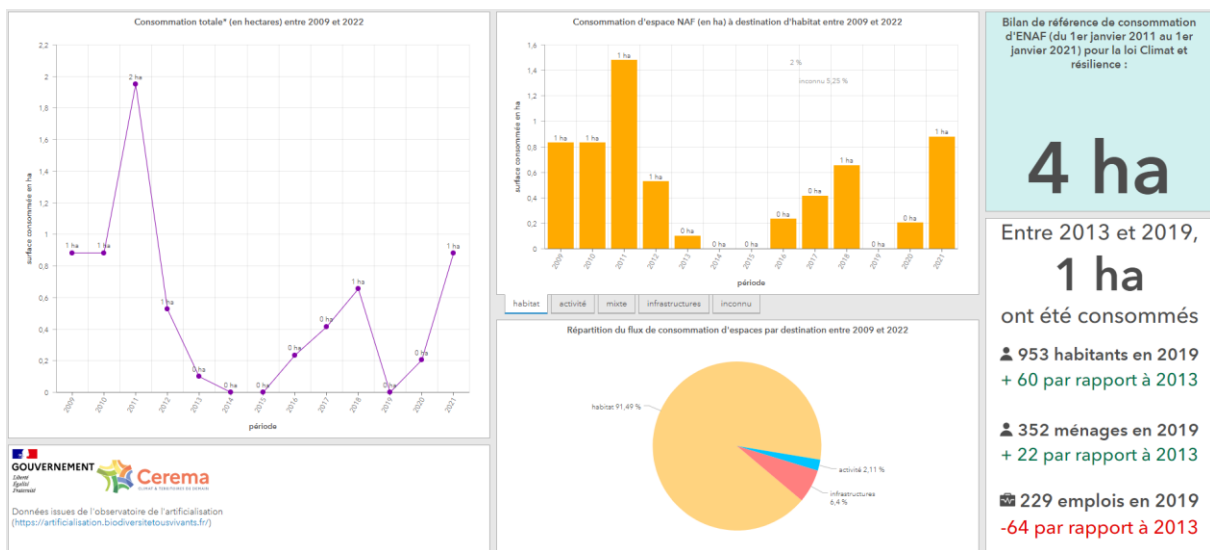 Consommation totale* (en hectares) entre 2009 et 2022
surface consommée en ha
2,2
2
1,8
1,6
1,4
1,2
1
0,8
0,6
0,4
0,2
0
1 ha
1 ha
2 ha
1 ha
0 ha
0 ha
0 ha
0 ha
0 ha
1 ha
0 ha
0 ha
1 ha
2009
2010
2011
2012
2013
2014
2015
2016
2017
2018
2019
2020
2021
période
GOUVERNEMENT
Liberté
Égalité
Fraternité
Cerema
CLIMAT & TERRITOIRES DE DEMAIN
Données issues de l'observatoire de l'artificialisation
(https://artificialisation.biodiversitetousvivants.fr/)
Consommation d'espace NAF (en ha) à destination d'habitat entre 2009 et 2022
surface consommée en ha
1,6
1,4
1,2
1
0,8
0,6
0,4
0,2
0
1 ha
1 ha
1 ha
1 ha
0 ha
0 ha
0 ha
0 ha
0 ha
1 ha
0 ha
0 ha
1 ha
2 %
inconnu 5,25 %
2009
2010
2011
2012
2013
2014
2015
2016
2017
2018
2019
2020
2021
période
habitat
activité
mixte
infrastructures
inconnu
Répartition du flux de consommation d'espaces par destination entre 2009 et 2022
habitat 91,49 %
activité 2,11 %
infrastructures
6,4 %
Bilan de référence de consommation
d'ENAF (du 1er janvier 2011 au 1er
janvier 2021) pour la loi Climat et
résilience :
4 ha
Entre 2013 et 2019,
1 ha
ont été consommés
953 habitants en 2019
+ 60 par rapport à 2013
352 ménages en 2019
+ 22 par rapport à 2013
229 emplois en 2019
-64 par rapport à 2013